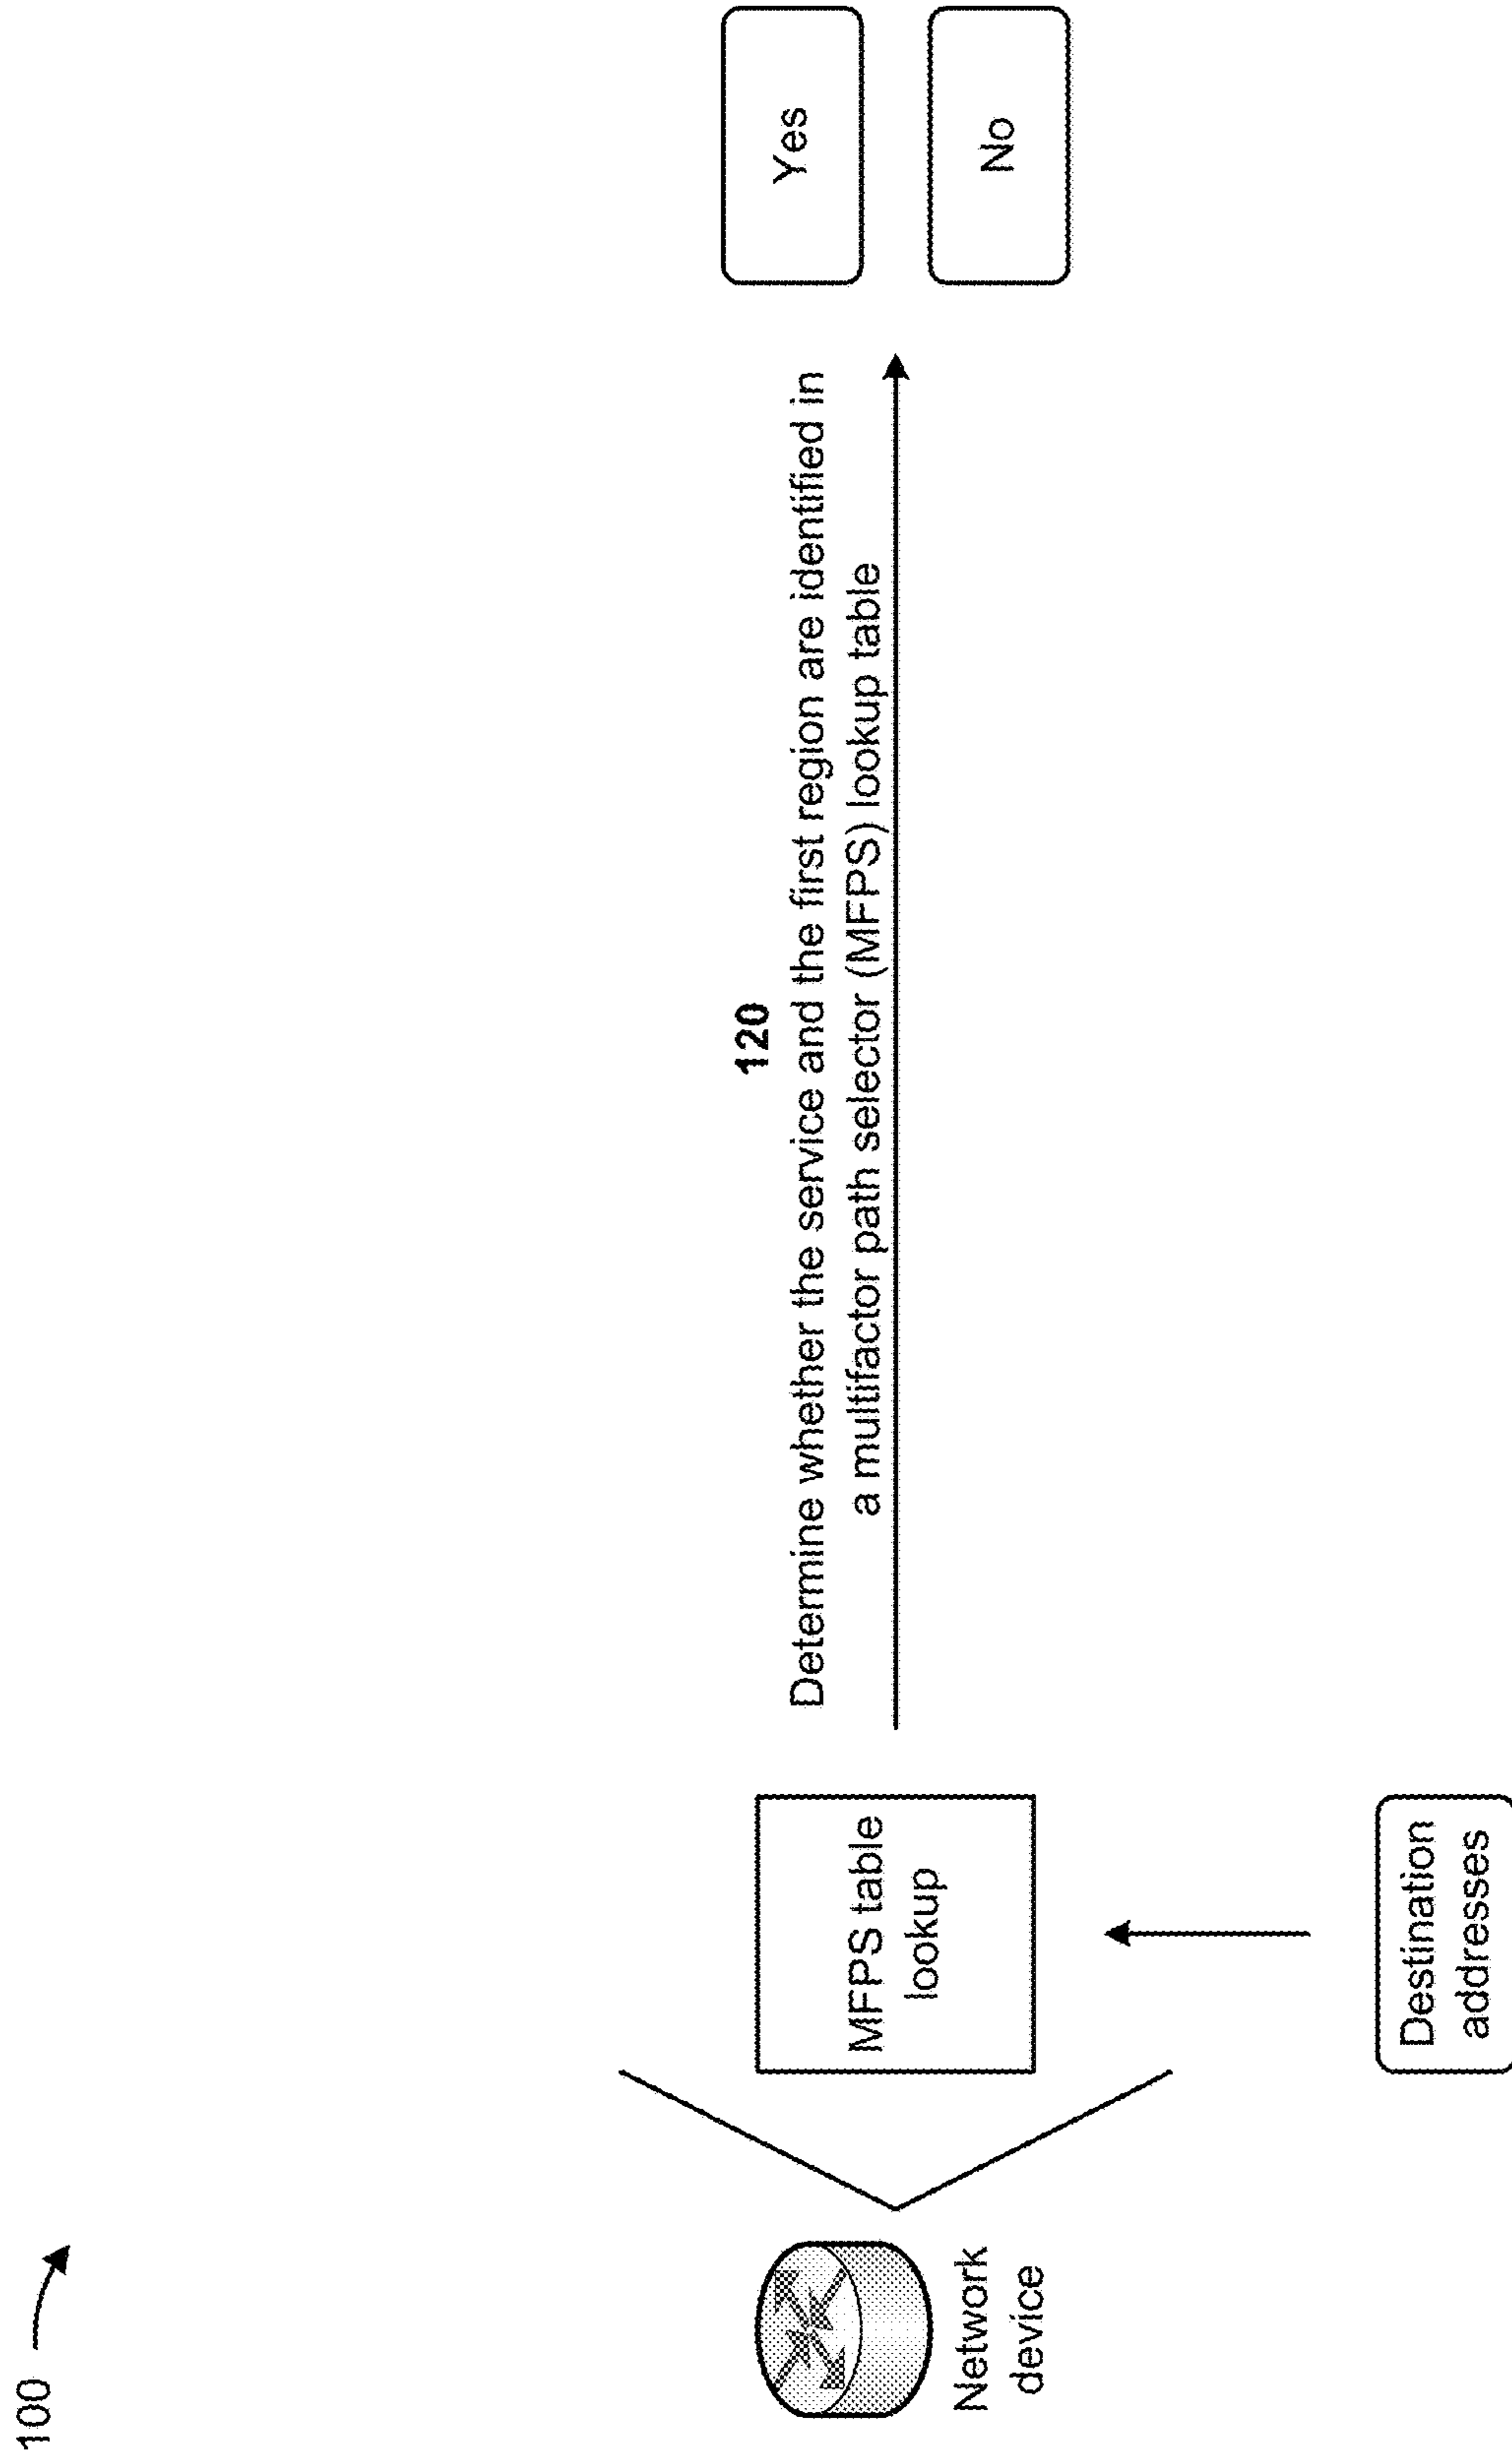 100
120
Determine whether the service and the first region are identified in
a multifactor path selector (MFPS) lookup table
Network
device
MFPS table
lookup
Yes
No
Destination
addresses